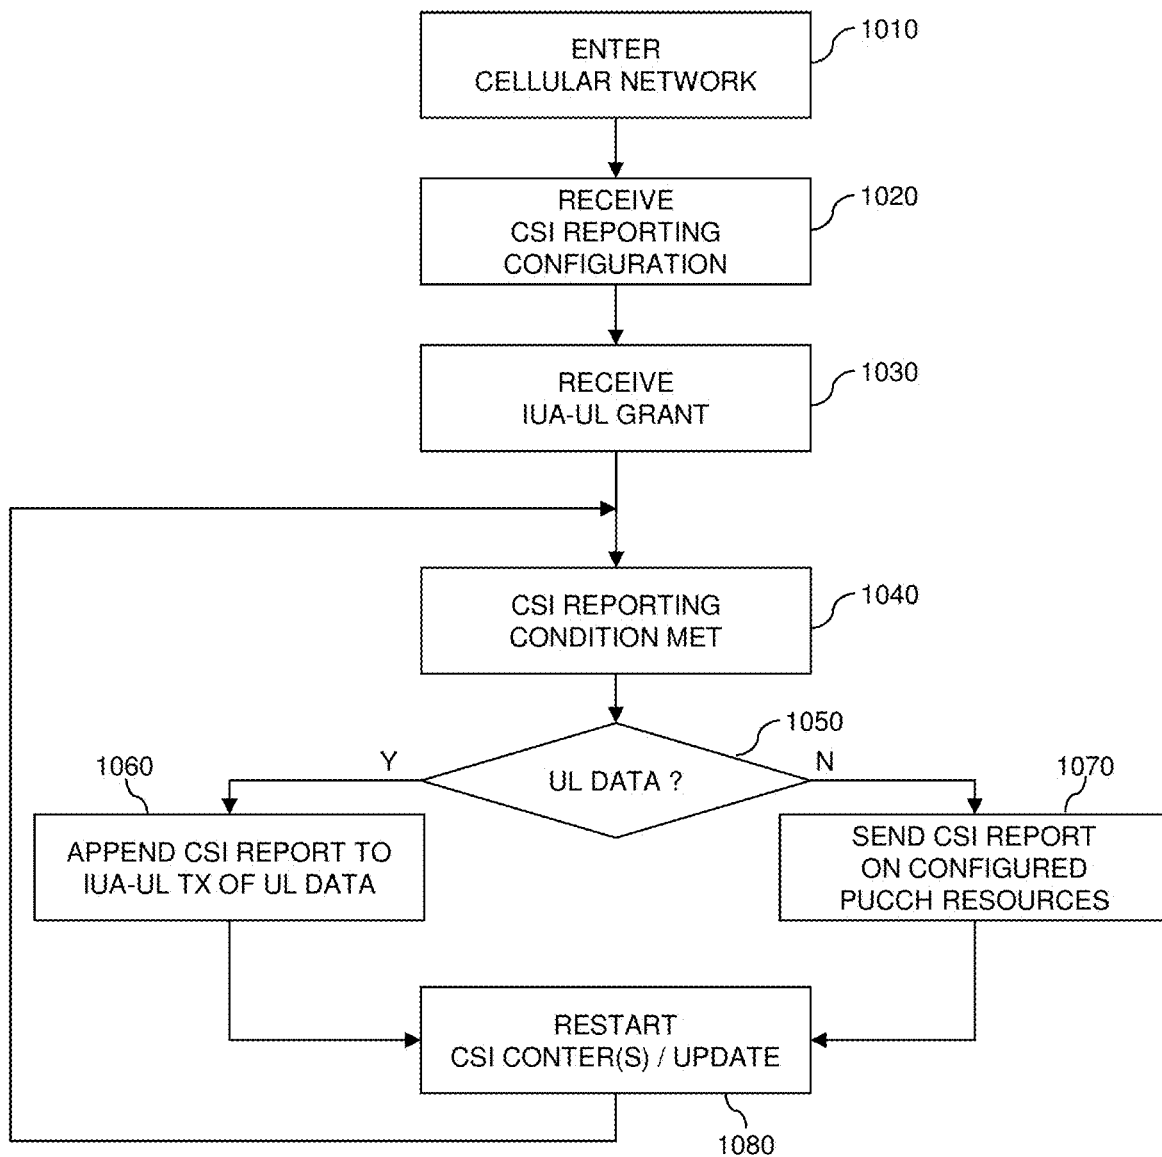 ENTER
CELLULAR NETWORK
1010
RECEIVE
CSI REPORTING
CONFIGURATION
1020
RECEIVE
IUA-UL GRANT
1030
CSI REPORTING
CONDITION MET
1040
1050
Y
UL DATA ?
N
1060
1070
APPEND CSI REPORT TO
IUA-UL TX OF UL DATA
SEND CSI REPORT
ON CONFIGURED
PUCCH RESOURCES
RESTART
CSI CONTER(S) / UPDATE
1080